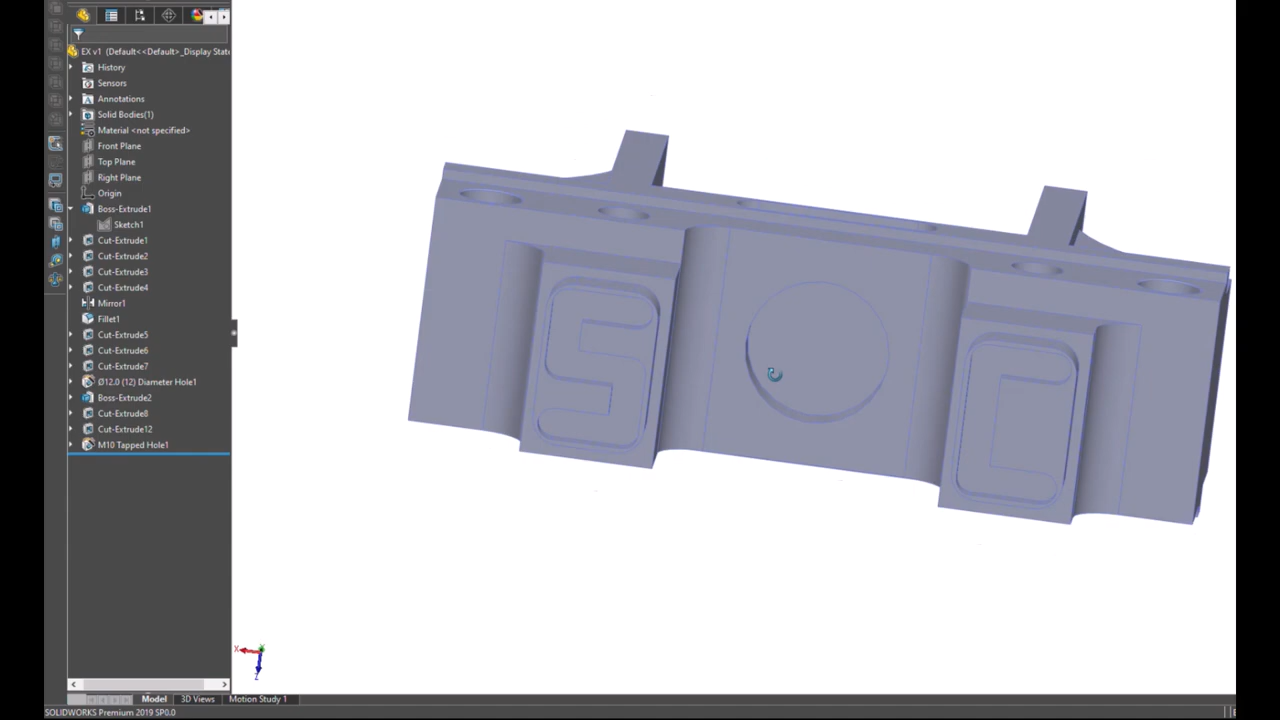 EX v1 (Default<<Default>_Display State
History
Sensors
Annotations
Solid Bodies(1)
Material <not specified>
Front Plane
Top Plane
Right Plane
Origin
Boss-Extrude1
Sketch1
Cut-Extrude1
Cut-Extrude2
Cut-Extrude3
Cut-Extrude4
Mirror1
Fillet1
Cut-Extrude5
Cut-Extrude6
Cut-Extrude7
Ø12.0 (12) Diameter Hole1
Boss-Extrude2
Cut-Extrude8
Cut-Extrude12
M10 Tapped Hole1
S C
X Y
Z
Model 3D Views Motion Study 1
SOLIDWORKS Premium 2019 SP0.0